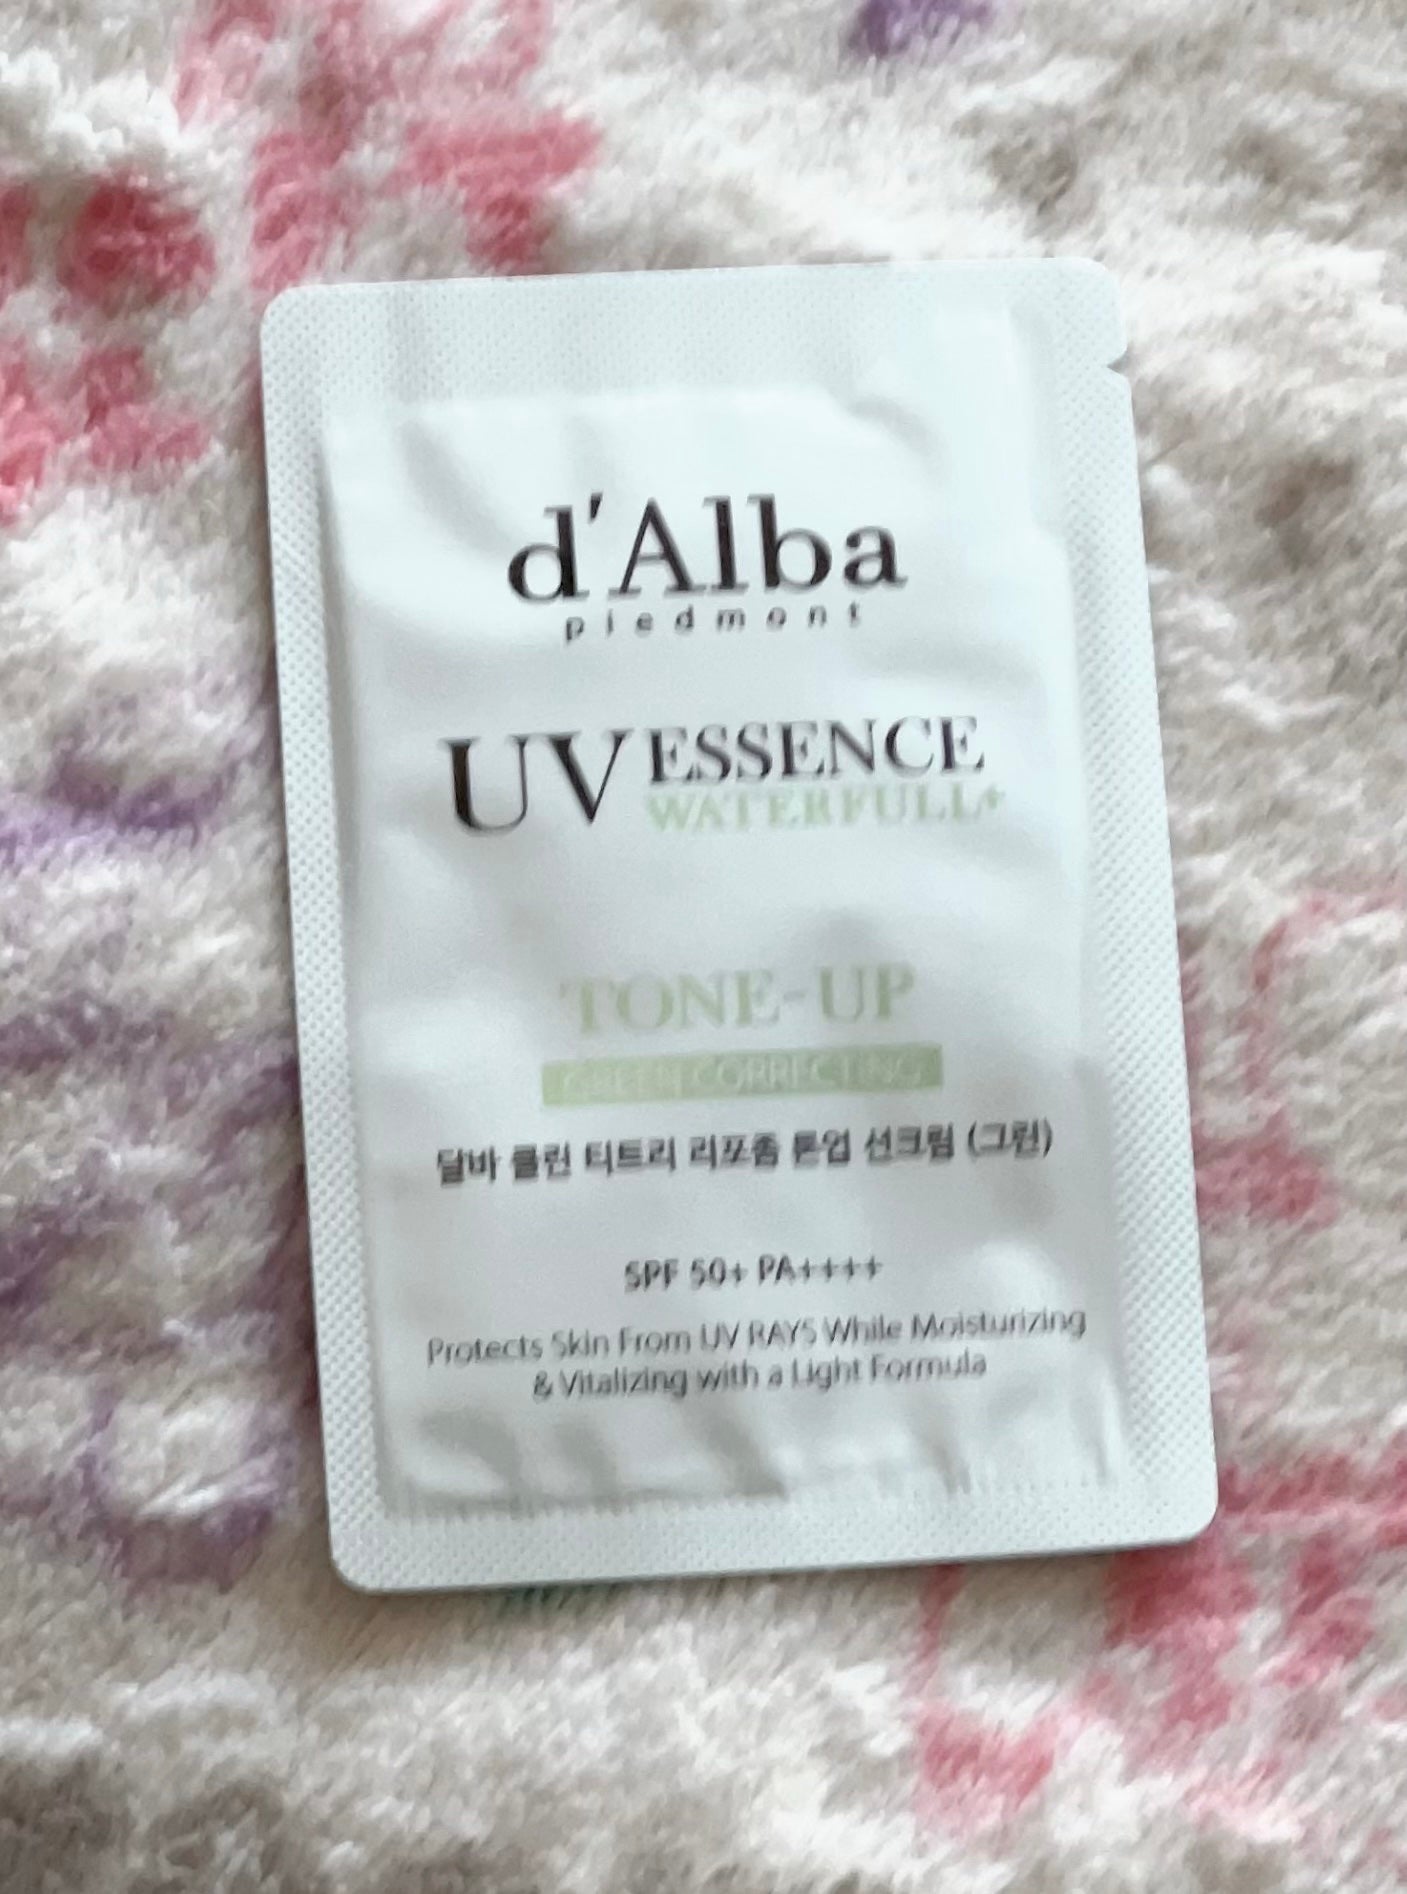 d'Alba
piedmont
UV ESSENCE
WATERFULL+
TONE-UP
GREEN CORRECTING
달바 클린 티트리 리포좀 톤업 선크림 (그린)
SPF 50+ PA++++
Protects Skin From UV RAYS While Moisturizing
& Vitalizing with a Light Formula